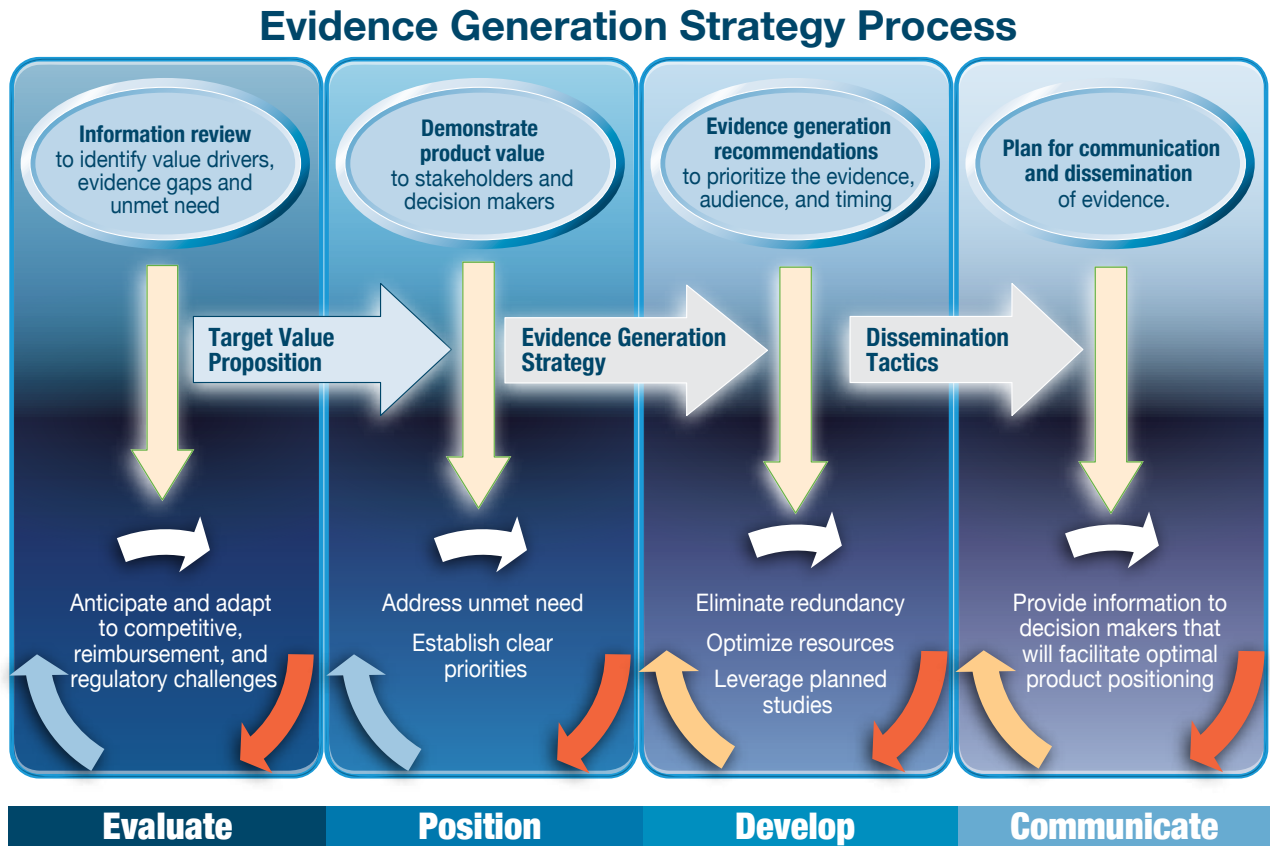 Evidence Generation Strategy Process
Information review
to identify value drivers,
evidence gaps and
unmet need
Demonstrate
product value
to stakeholders and
decision makers
Evidence generation
recommendations
to prioritize the evidence,
audience, and timing
Plan for communication
and dissemination
of evidence.
Target Value
Proposition
Evidence Generation
Strategy
Dissemination
Tactics
Anticipate and adapt
to competitive,
reimbursement, and
regulatory challenges
Address unmet need
Establish clear
priorities
Eliminate redundancy
Optimize resources
Leverage planned
studies
Provide information to
decision makers that
will facilitate optimal
product positioning
Evaluate
Position
Develop
Communicate